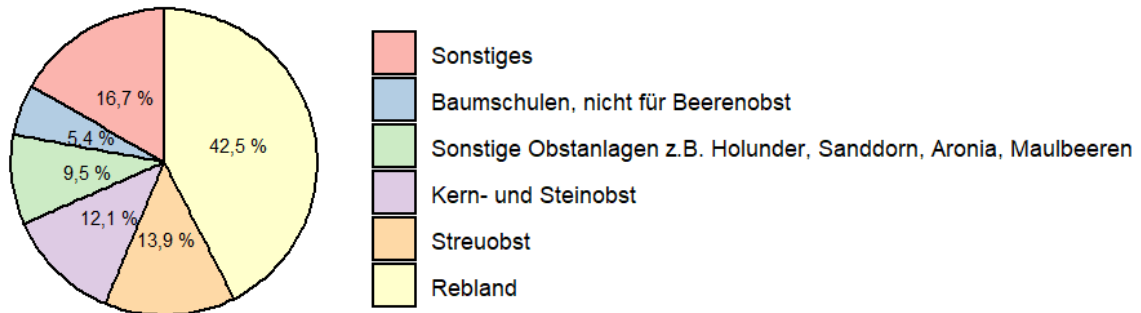 16,7 %
5,4 %
9,5 %
12,1 %
13,9 %
42,5 %
Sonstiges
Baumschulen, nicht für Beerenobst
Sonstige Obstanlagen z.B. Holunder, Sanddorn, Aronia, Maulbeeren
Kern- und Steinobst
Streuobst
Rebland